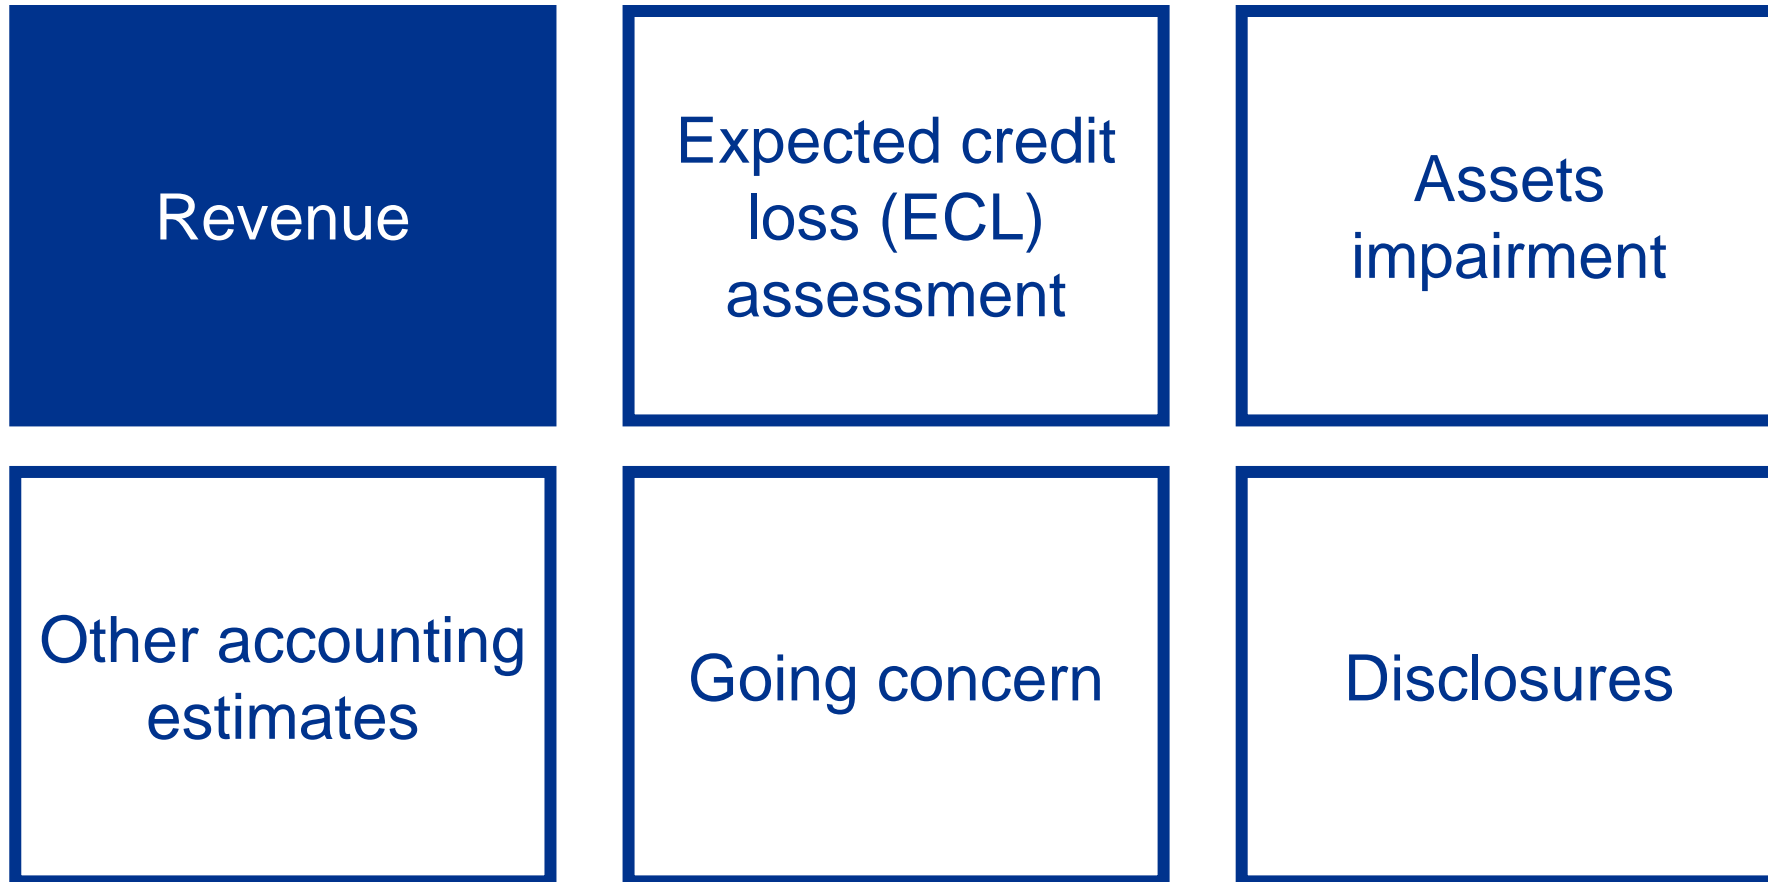 Revenue
Expected credit
loss (ECL)
assessment
Assets
impairment
Other accounting
estimates
Going concern
Disclosures